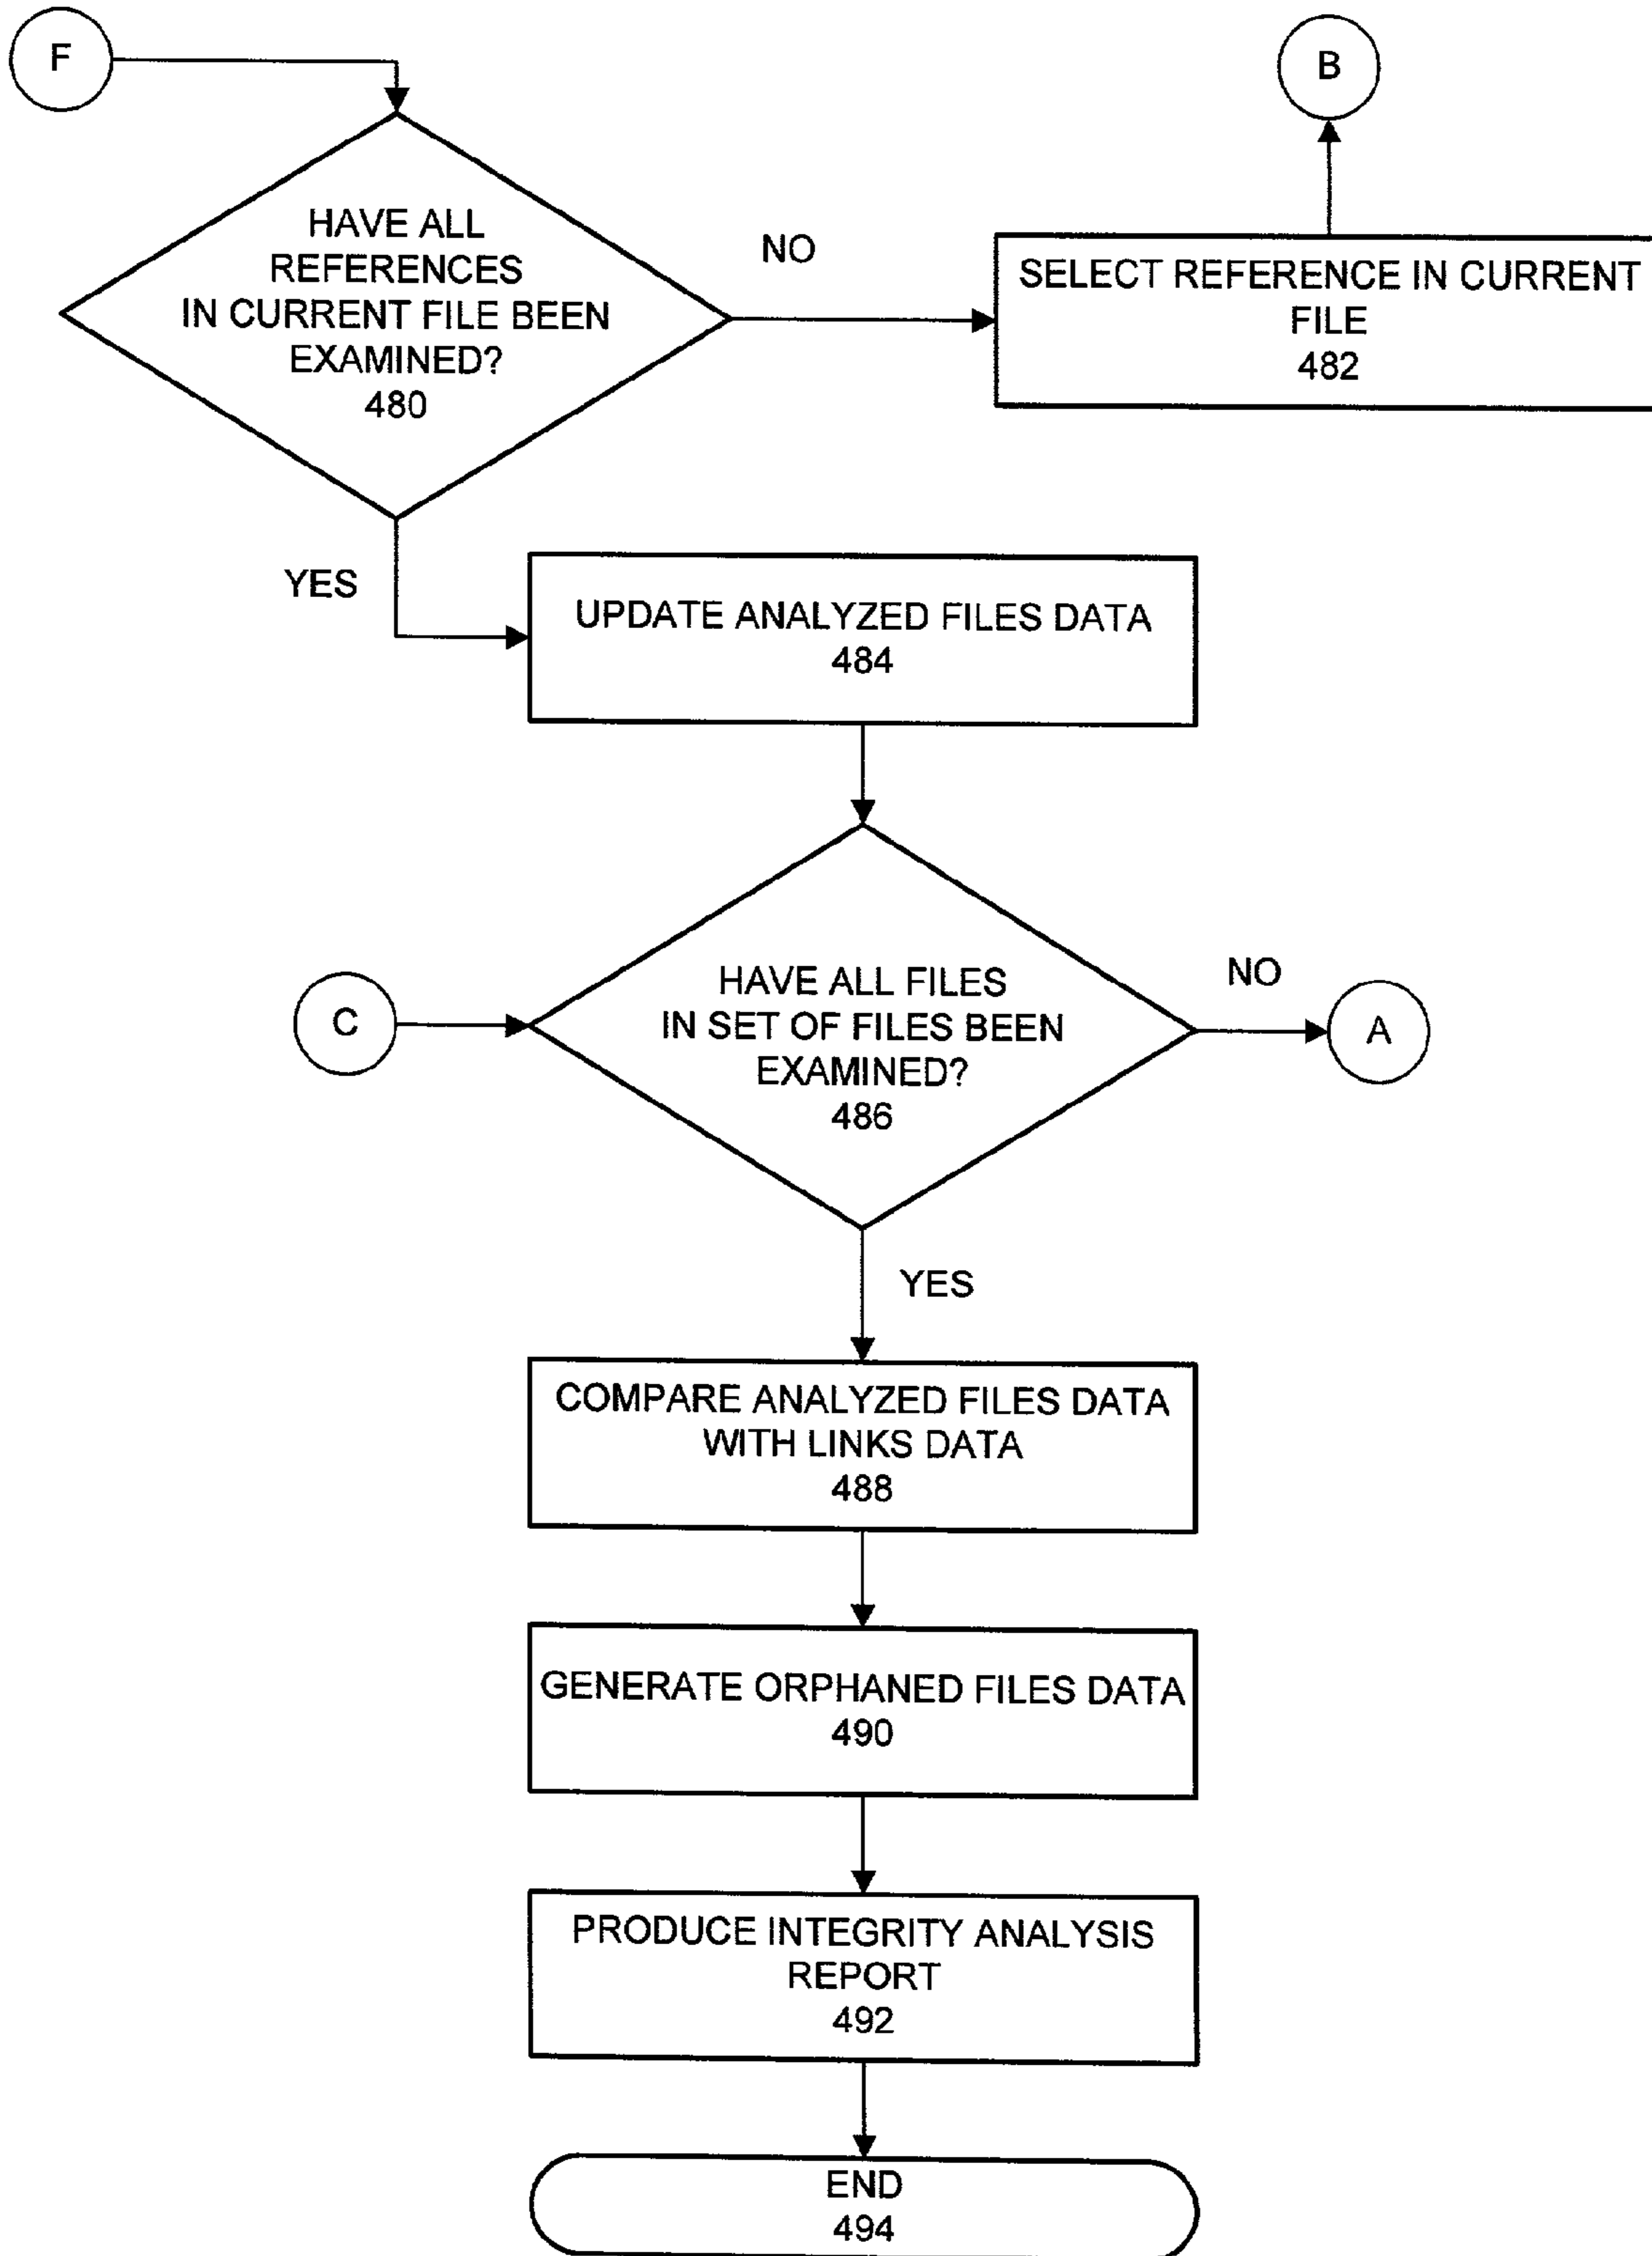 F
B
HAVE ALL
REFERENCES
IN CURRENT FILE BEEN
EXAMINED?
480
NO
SELECT REFERENCE IN CURRENT
FILE
482
YES
UPDATE ANALYZED FILES DATA
484
C
HAVE ALL FILES
IN SET OF FILES BEEN
EXAMINED?
486
NO
A
YES
COMPARE ANALYZED FILES DATA
WITH LINKS DATA
488
GENERATE ORPHANED FILES DATA
490
PRODUCE INTEGRITY ANALYSIS
REPORT
492
END
494